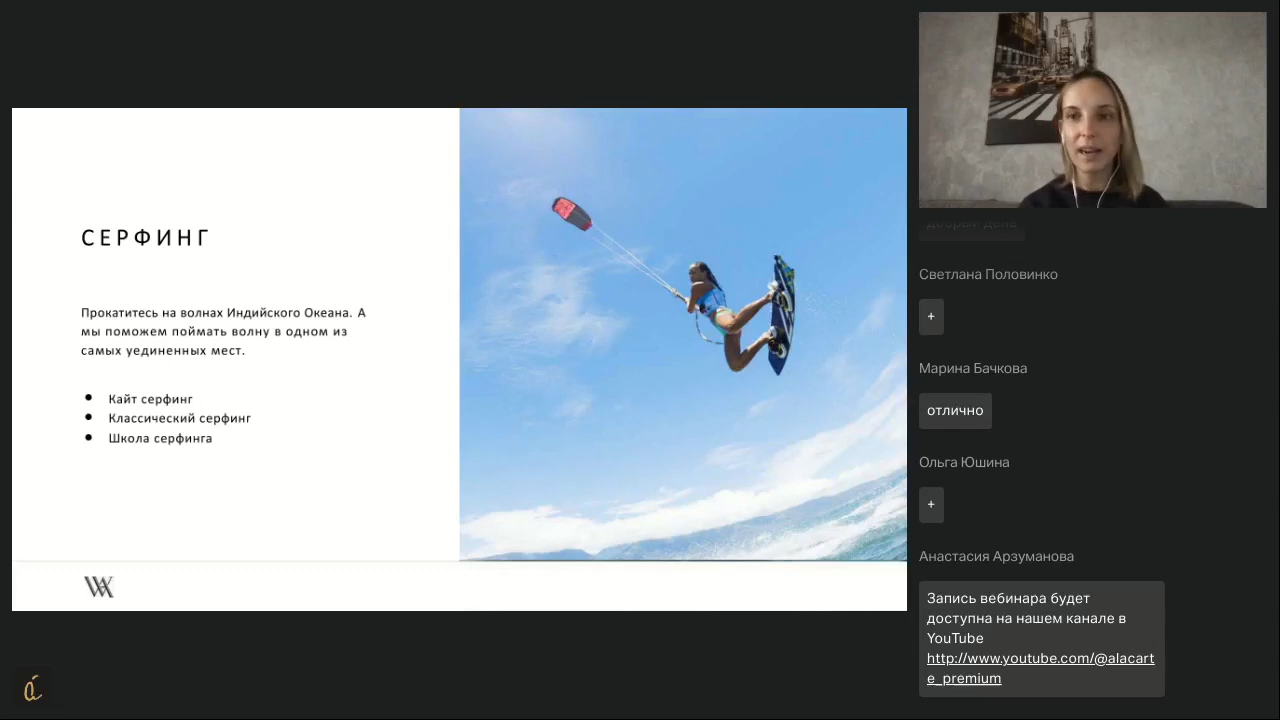 СЕРФИНГ
Прокатитесь на волнах Индийского Океана. А
мы поможем поймать волну в одном из
самых уединенных мест.
Кайт серфинг
Классический серфинг
Школа серфинга
добрый день
Светлана Половинко
+
Марина Бачкова
отлично
Ольга Юшина
+
Анастасия Арзуманова
Запись вебинара будет
доступна на нашем канале в
YouTube
http://www.youtube.com/@alacart
e_premium
á